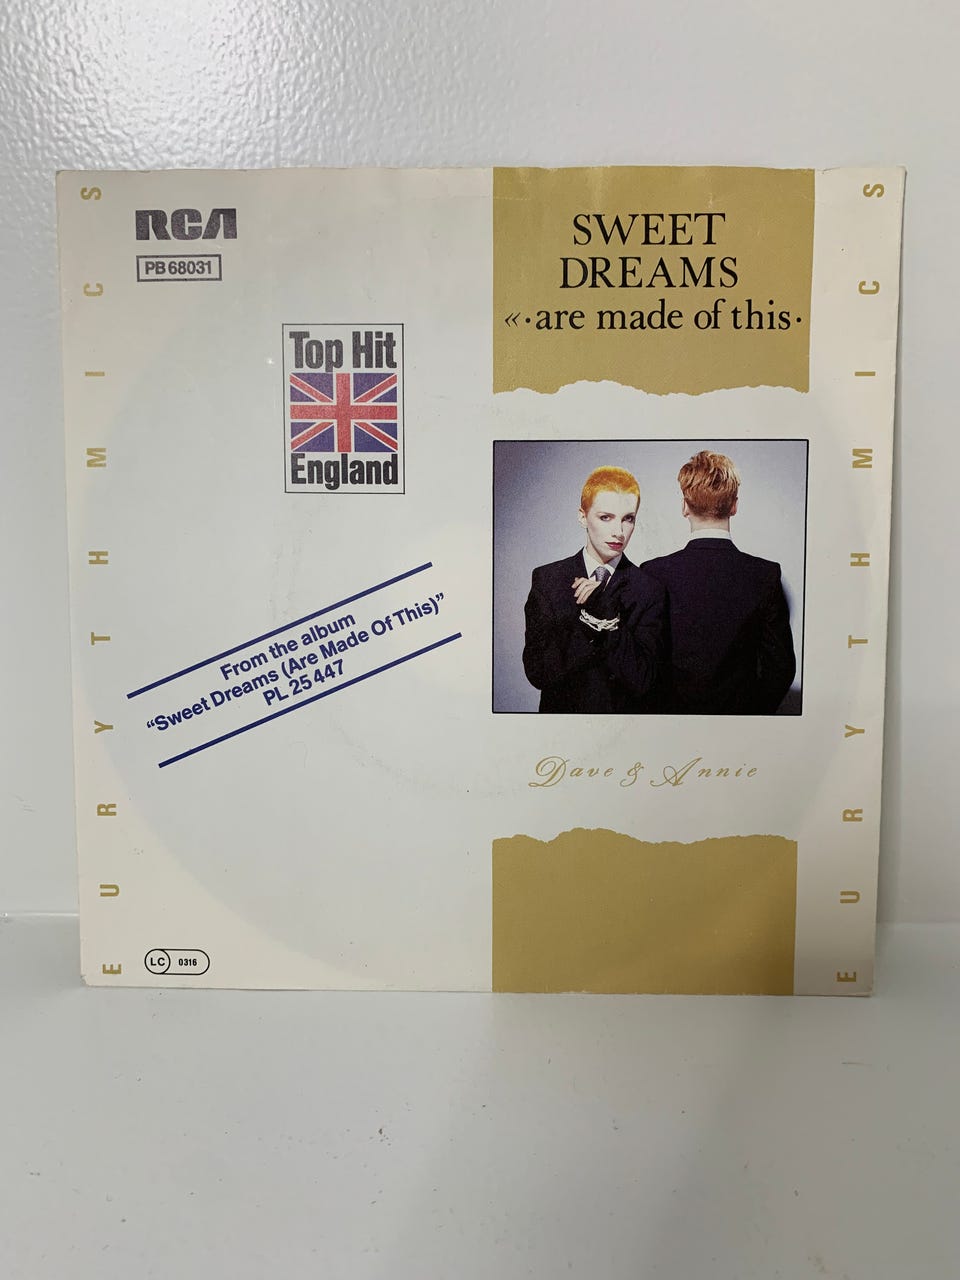 EURYTHMICS
RCA
PB 68031
Top Hit
England
From the album
“Sweet Dreams (Are Made Of This)”
PL 25 447
LC 0316
SWEET
DREAMS
«·are made of this·
Dave & Annie
EURYTHMICS